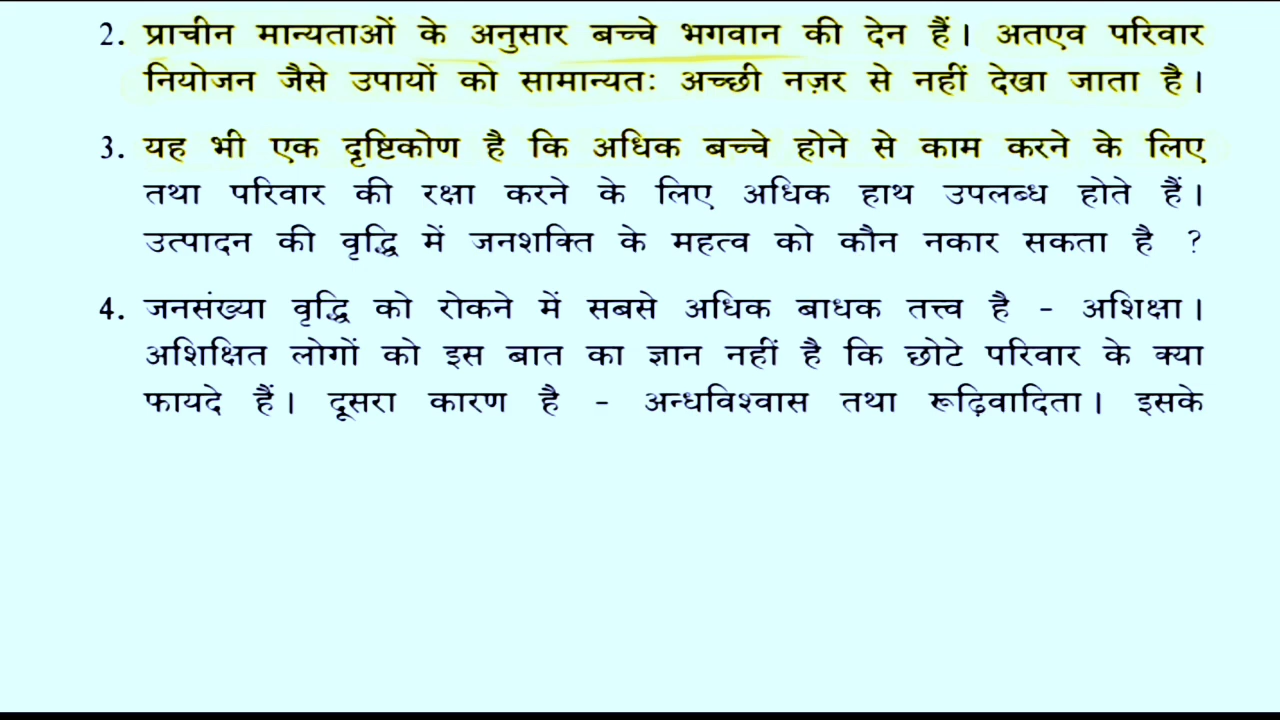 2. प्राचीन मान्यताओं के अनुसार बच्चे भगवान की देन हैं। अतएव परिवार
नियोजन जैसे उपायों को सामान्यतः अच्छी नज़र से नहीं देखा जाता है।
3. यह भी एक दृष्टिकोण है कि अधिक बच्चे होने से काम करने के लिए
तथा परिवार की रक्षा करने के लिए अधिक हाथ उपलब्ध होते हैं।
उत्पादन की वृद्धि में जनशक्ति के महत्व को कौन नकार सकता है ?
4. जनसंख्या वृद्धि को रोकने में सबसे अधिक बाधक तत्त्व है - अशिक्षा।
अशिक्षित लोगों को इस बात का ज्ञान नहीं है कि छोटे परिवार के क्या
फायदे हैं। दूसरा कारण है - अन्धविश्वास तथा रूढ़िवादिता। इसके